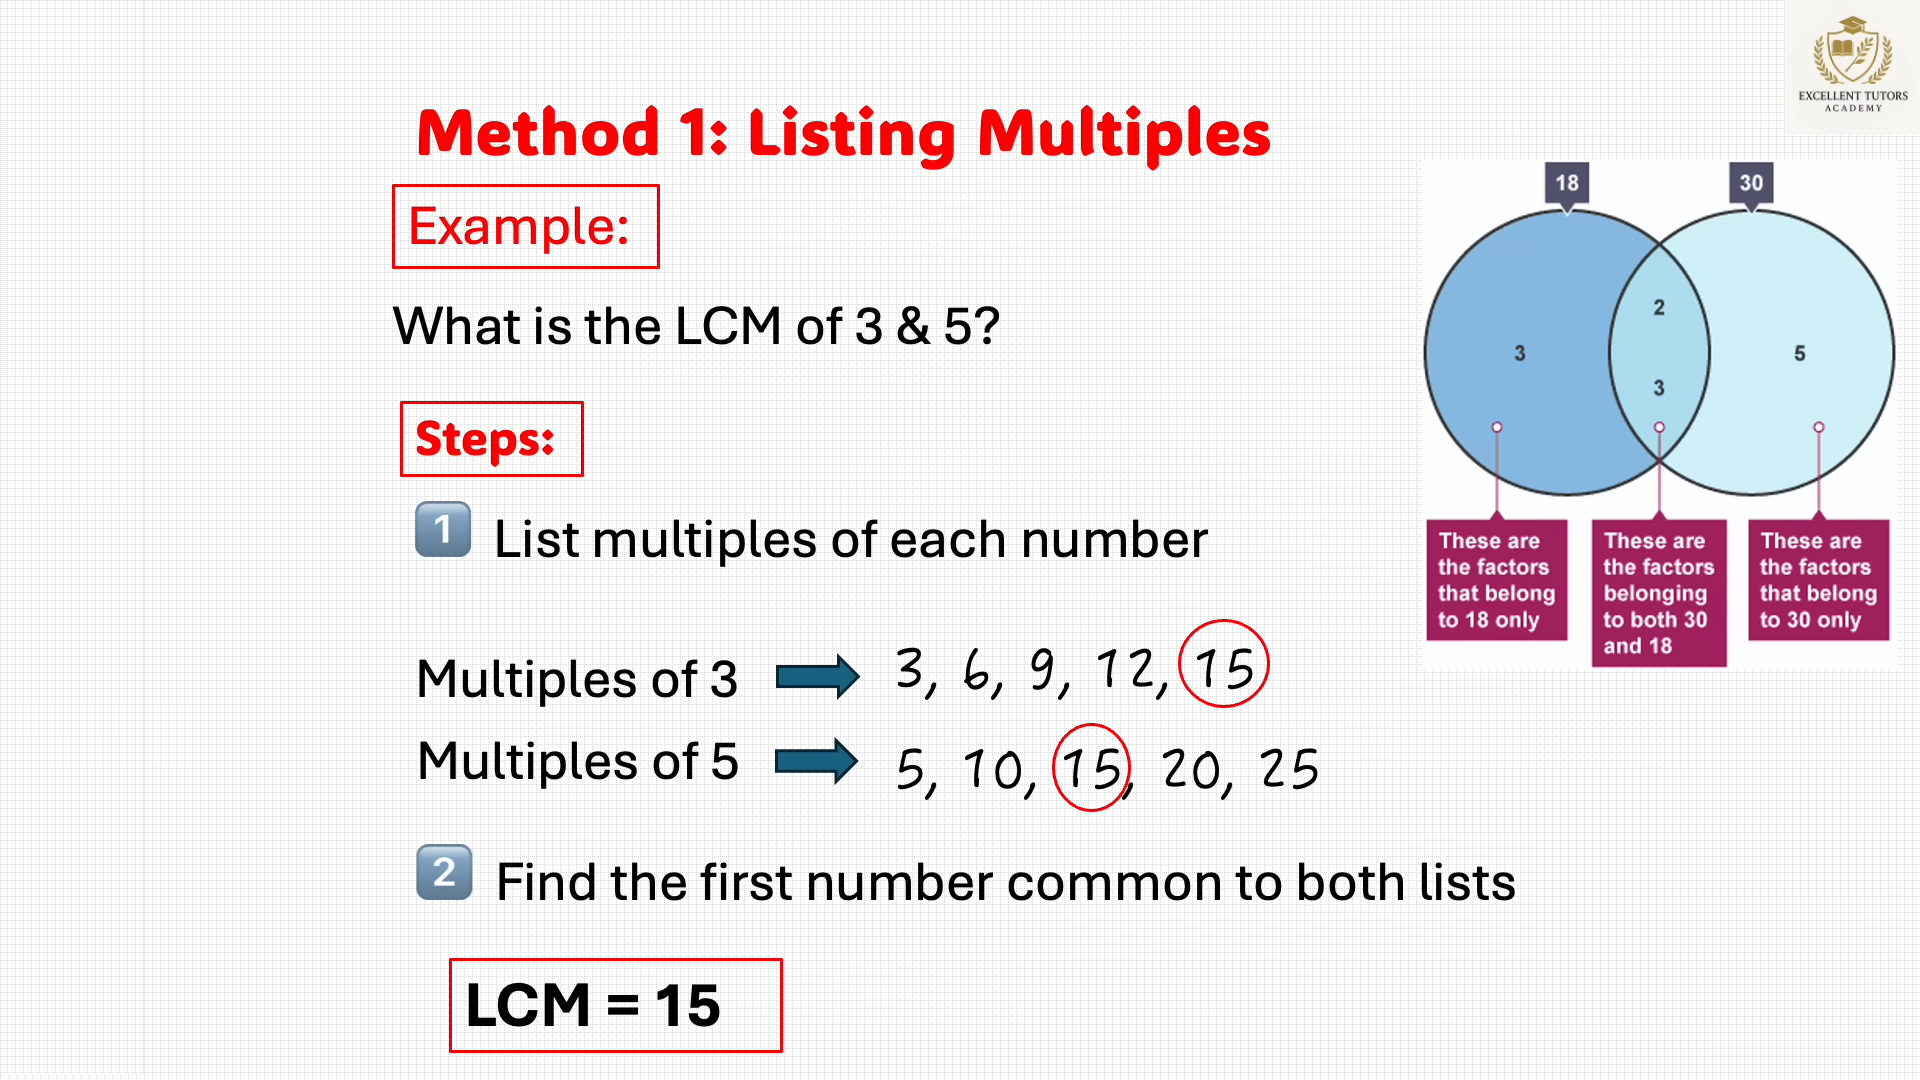 EXCELLENT TUTORS
ACADEMY
Method 1: Listing Multiples
Example:
What is the LCM of 3 & 5?
Steps:
1 List multiples of each number
Multiples of 3 3, 6, 9, 12, 15
Multiples of 5 5, 10, 15, 20, 25
2 Find the first number common to both lists
LCM = 15
18
30
2
3
5
3
These are
the factors
that belong
to 18 only
These are
the factors
belonging
to both 30
and 18
These are
the factors
that belong
to 30 only